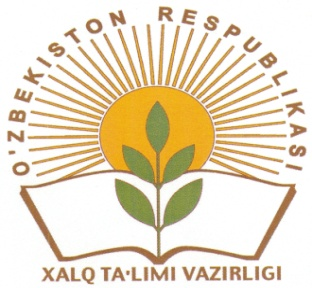 O'ZBEKISTON RESPUBLIKASI
XALQ TA'LIMI VAZIRLIGI